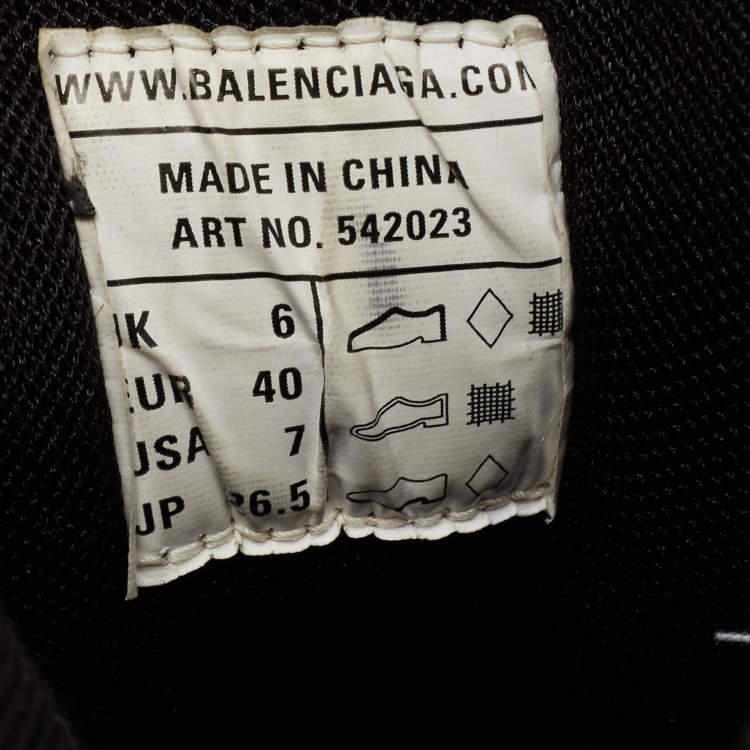 WWW.BALENCIAGA.COM
MADE IN CHINA
ART NO. 542023
UK 6
EUR 40
USA 7
JP 26.5